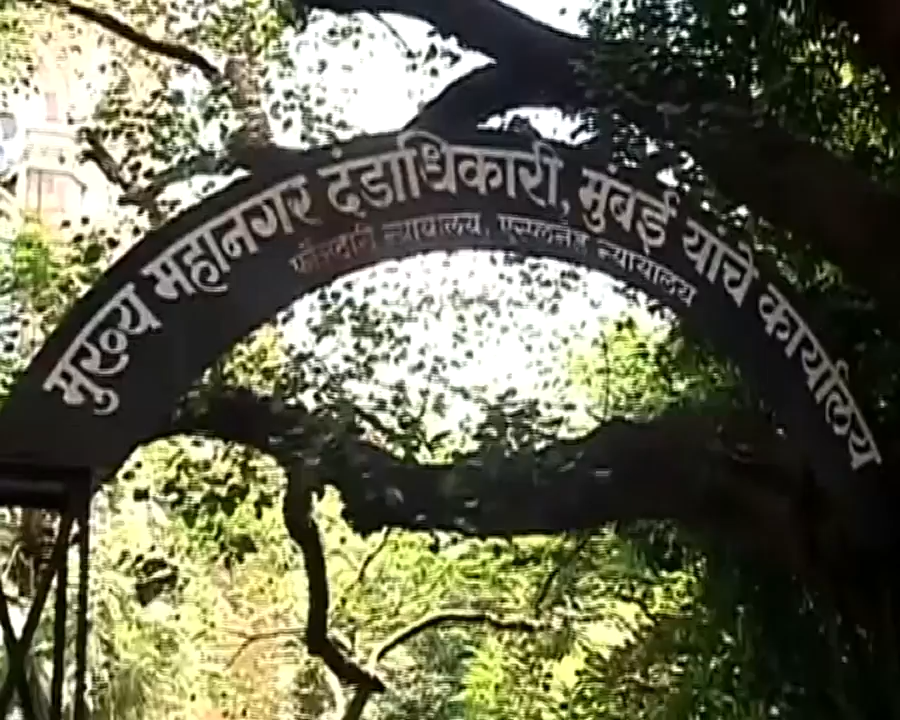 मुख्य महानगर दंडाधिकारी, मुंबई यांचे कार्यालय
फौजदारी न्यायालय, एस्प्लनेड न्यायालय